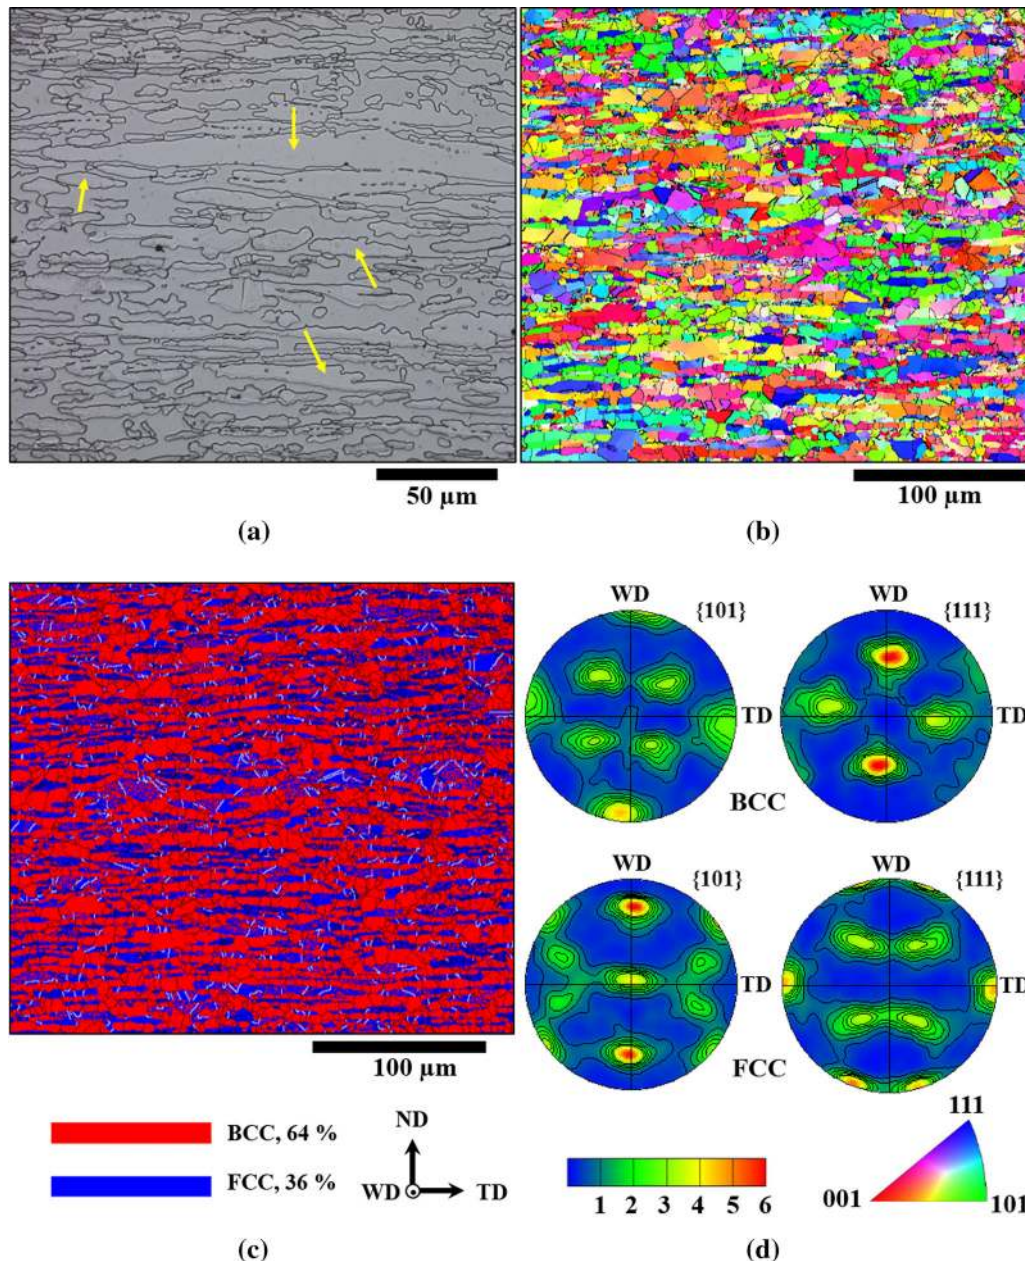 50 µm
100 µm
(a)
(b)
WD
{101}
WD
{111}
TD
TD
BCC
WD
{101}
WD
{111}
TD
TD
FCC
100 µm
BCC, 64 %
FCC, 36 %
ND
WD
TD
1 2 3 4 5 6
111
001
101
(c)
(d)